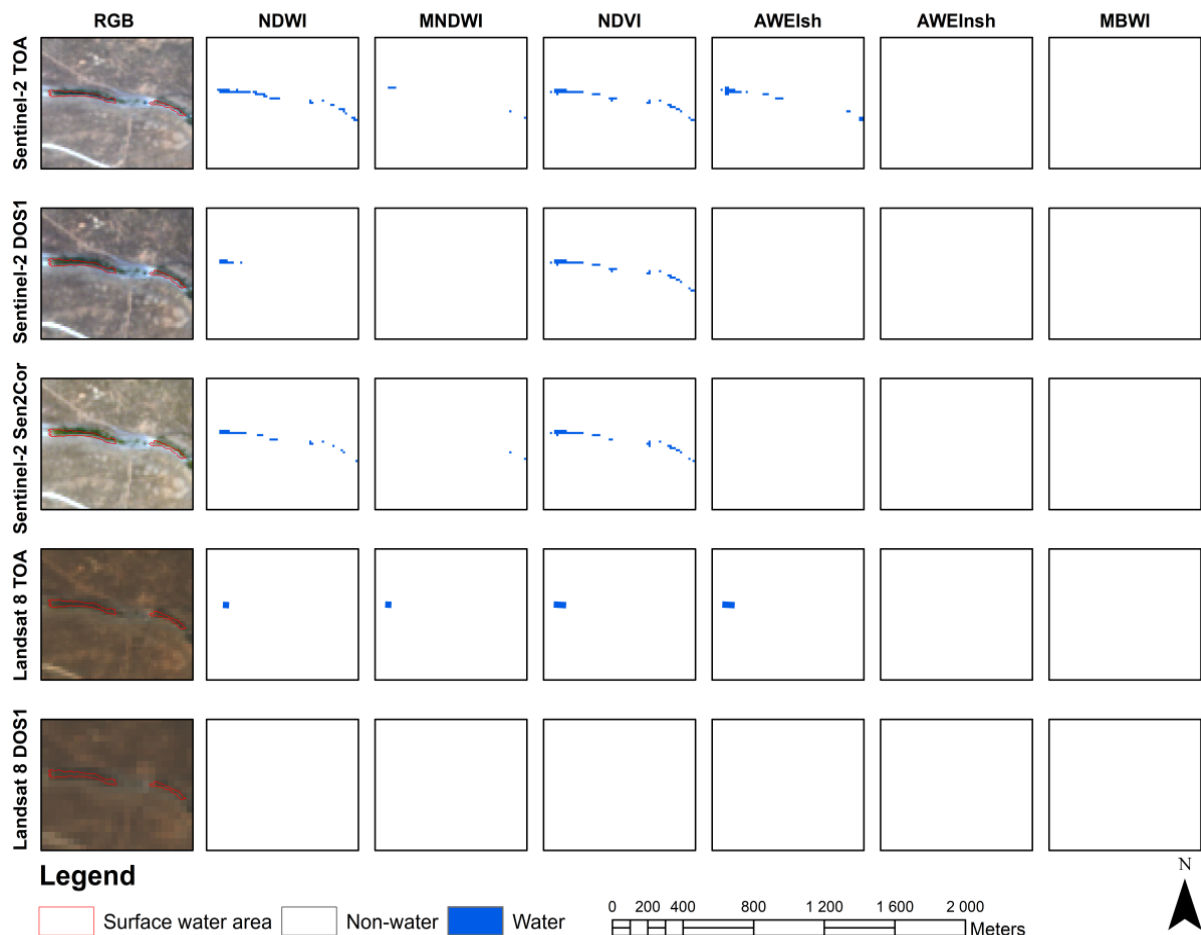 RGB NDWI MNDWI NDVI AWEIsh AWEInsh MBWI
Sentinel-2 TOA
Sentinel-2 DOS1
Sentinel-2 Sen2Cor
Landsat 8 TOA
Landsat 8 DOS1
Legend
Surface water area Non-water Water
0 200 400 800 1 200 1 600 2 000
Meters
N